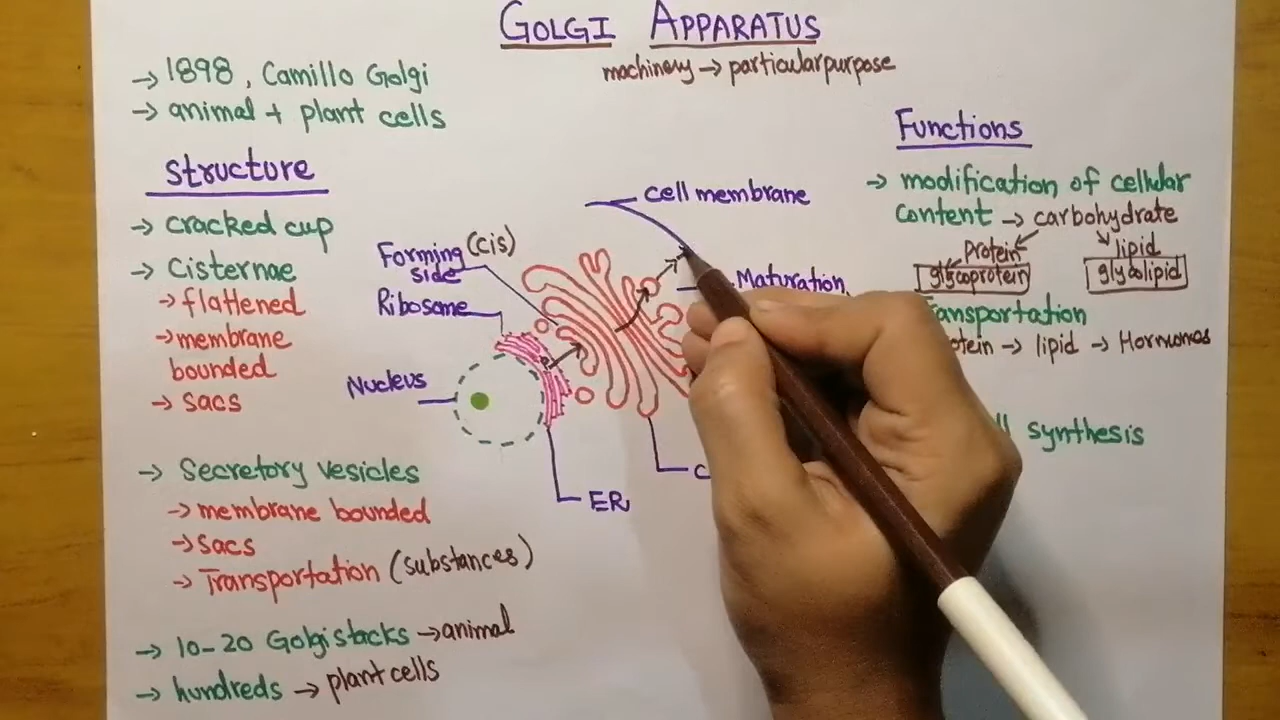 GOLGI APPARATUS
machinery → particular purpose
→ 1898, Camillo Golgi
→ animal + plant cells
Structure
→ cracked cup
→ Cisternae
→ flattened
→ membrane
bounded
→ sacs
→ Secretory vesicles
→ membrane bounded
→ sacs
→ Transportation (substances)
→ 10-20 Golgi stacks → animal
→ hundreds → plant cells
cell membrane
Forming (cis)
side
Ribosome
Maturation
Nucleus
ER
Functions
→ modification of cellular
content → carbohydrate
Protein lipid
glycoprotein glycolipid
→ lipid → Hormones
synthesis